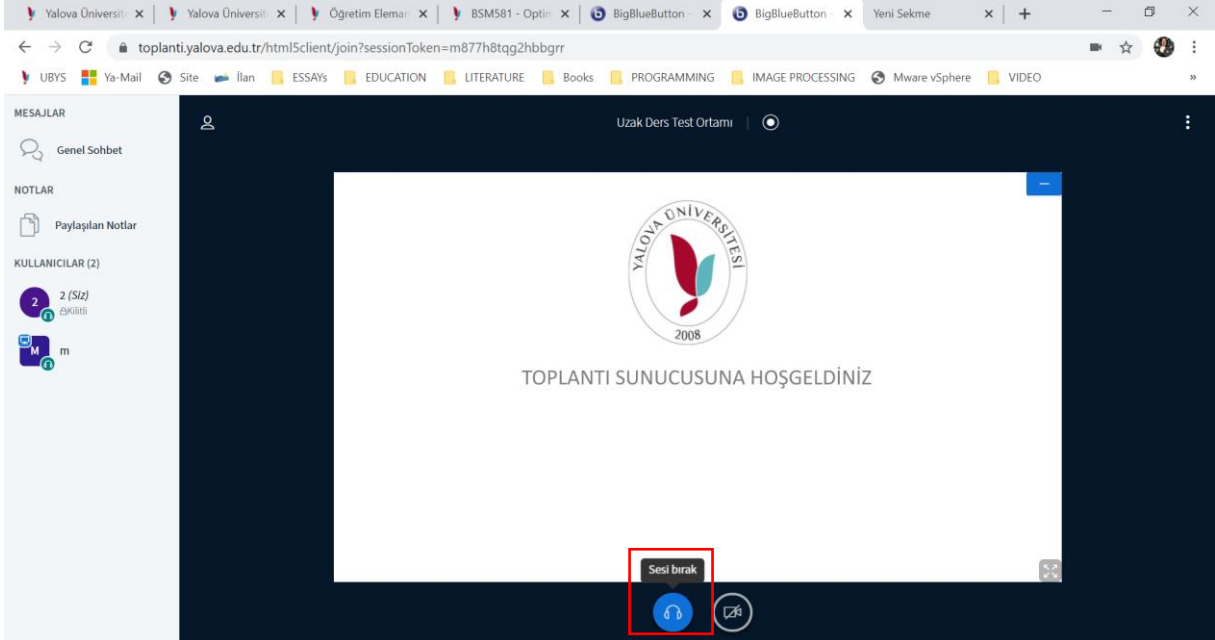 Yalova Üniversit
Yalova Üniversit
Öğretim Eleman
BSM581 - Optin
BigBlueButton -
BigBlueButton -
Yeni Sekme
toplanti.yalova.edu.tr/html5client/join?sessionToken=m877h8tqg2hbbgrr
UBYS Ya-Mail Site İlan ESSAYs EDUCATION LITERATURE Books PROGRAMMING IMAGE PROCESSING Mware vSphere VIDEO »
MESAJLAR
Genel Sohbet
NOTLAR
Paylaşılan Notlar
KULLANICILAR (2)
2
2 (Siz)
Kilitli
M
m
Uzak Ders Test Ortamı
YALOVA ÜNİVERSİTESİ
2008
TOPLANTI SUNUCUSUNA HOŞGELDİNİZ
Sesi bırak